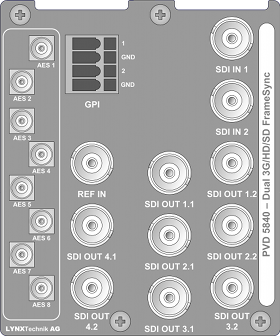 AES 1
AES 2
AES 3
AES 4
AES 5
AES 6
AES 7
AES 8
LYNXTechnik AG
1
GND
2
GND
GPI
SDI IN 1
SDI IN 2
REF IN
SDI OUT 1.1
SDI OUT 1.2
SDI OUT 4.1
SDI OUT 2.1
SDI OUT 2.2
SDI OUT
4.2
SDI OUT 3.1
SDI OUT
3.2
PVD 5840 – Dual 3G/HD/SD FrameSync